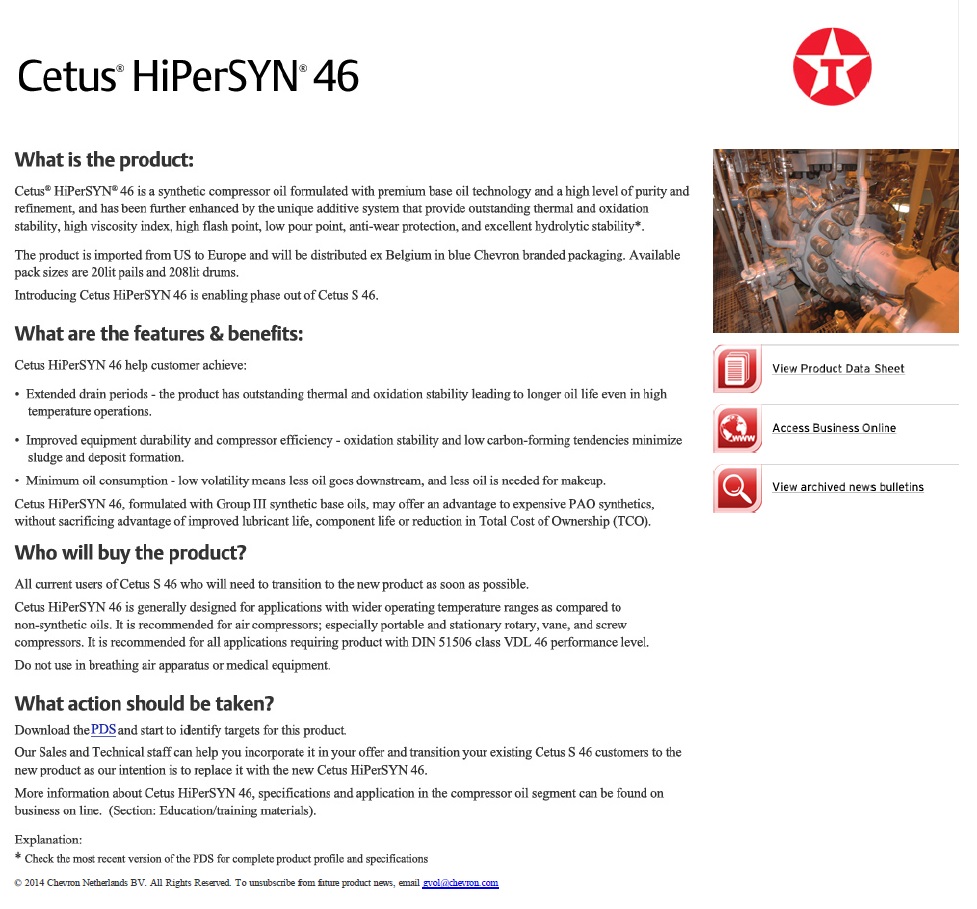 Cetus® HiPerSYN® 46
T
What is the product:
Cetus® HiPerSYN® 46 is a synthetic compressor oil formulated with premium base oil technology and a high level of purity and
refinement, and has been further enhanced by the unique additive system that provide outstanding thermal and oxidation
stability, high viscosity index, high flash point, low pour point, anti-wear protection, and excellent hydrolytic stability*.
The product is imported from US to Europe and will be distributed ex Belgium in blue Chevron branded packaging. Available
pack sizes are 20lit pails and 208lit drums.
Introducing Cetus HiPerSYN 46 is enabling phase out of Cetus S 46.
What are the features & benefits:
Cetus HiPerSYN 46 help customer achieve:
• Extended drain periods - the product has outstanding thermal and oxidation stability leading to longer oil life even in high
temperature operations.
• Improved equipment durability and compressor efficiency - oxidation stability and low carbon-forming tendencies minimize
sludge and deposit formation.
• Minimum oil consumption - low volatility means less oil goes downstream, and less oil is needed for makeup.
Cetus HiPerSYN 46, formulated with Group III synthetic base oils, may offer an advantage to expensive PAO synthetics,
without sacrificing advantage of improved lubricant life, component life or reduction in Total Cost of Ownership (TCO).
Who will buy the product?
All current users of Cetus S 46 who will need to transition to the new product as soon as possible.
Cetus HiPerSYN 46 is generally designed for applications with wider operating temperature ranges as compared to
non-synthetic oils. It is recommended for air compressors; especially portable and stationary rotary, vane, and screw
compressors. It is recommended for all applications requiring product with DIN 51506 class VDL 46 performance level.
Do not use in breathing air apparatus or medical equipment.
What action should be taken?
Download the PDS and start to identify targets for this product.
Our Sales and Technical staff can help you incorporate it in your offer and transition your existing Cetus S 46 customers to the
new product as our intention is to replace it with the new Cetus HiPerSYN 46.
More information about Cetus HiPerSYN 46, specifications and application in the compressor oil segment can be found on
business on line. (Section: Education/training materials).
Explanation:
* Check the most recent version of the PDS for complete product profile and specifications
© 2014 Chevron Netherlands BV. All Rights Reserved. To unsubscribe from future product news, email gvol@chevron.com
View Product Data Sheet
www
Access Business Online
View archived news bulletins